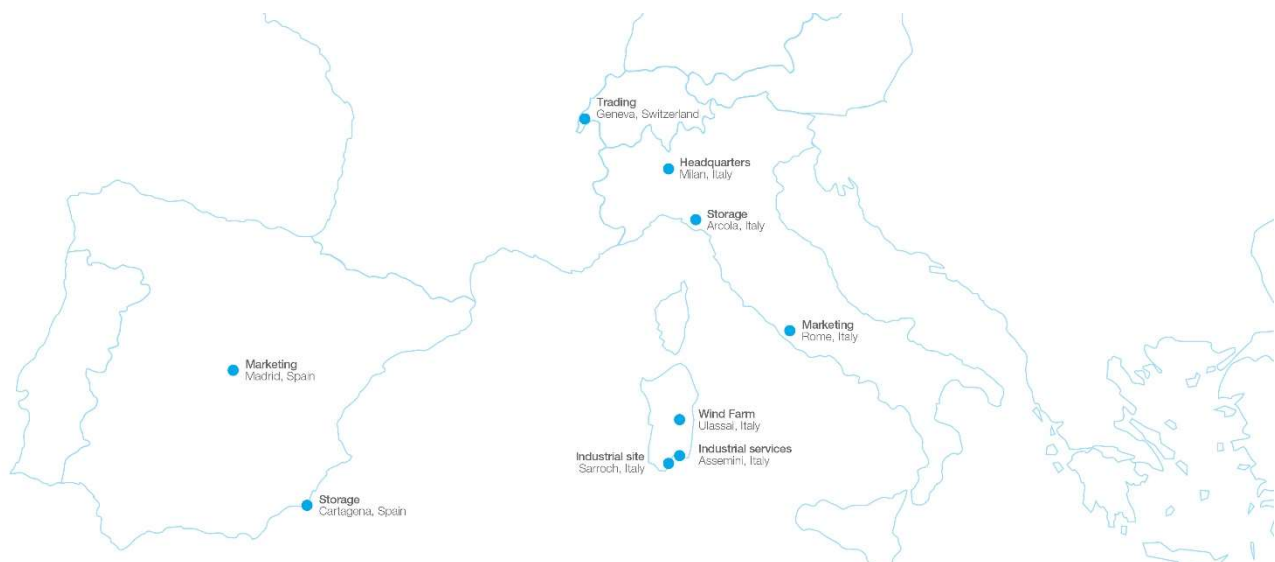 Trading
Geneva, Switzerland
Headquarters
Milan, Italy
Storage
Arcola, Italy
Marketing
Rome, Italy
Marketing
Madrid, Spain
Wind Farm
Ulassai, Italy
Industrial services
Assemini, Italy
Industrial site
Sarroch, Italy
Storage
Cartagena, Spain